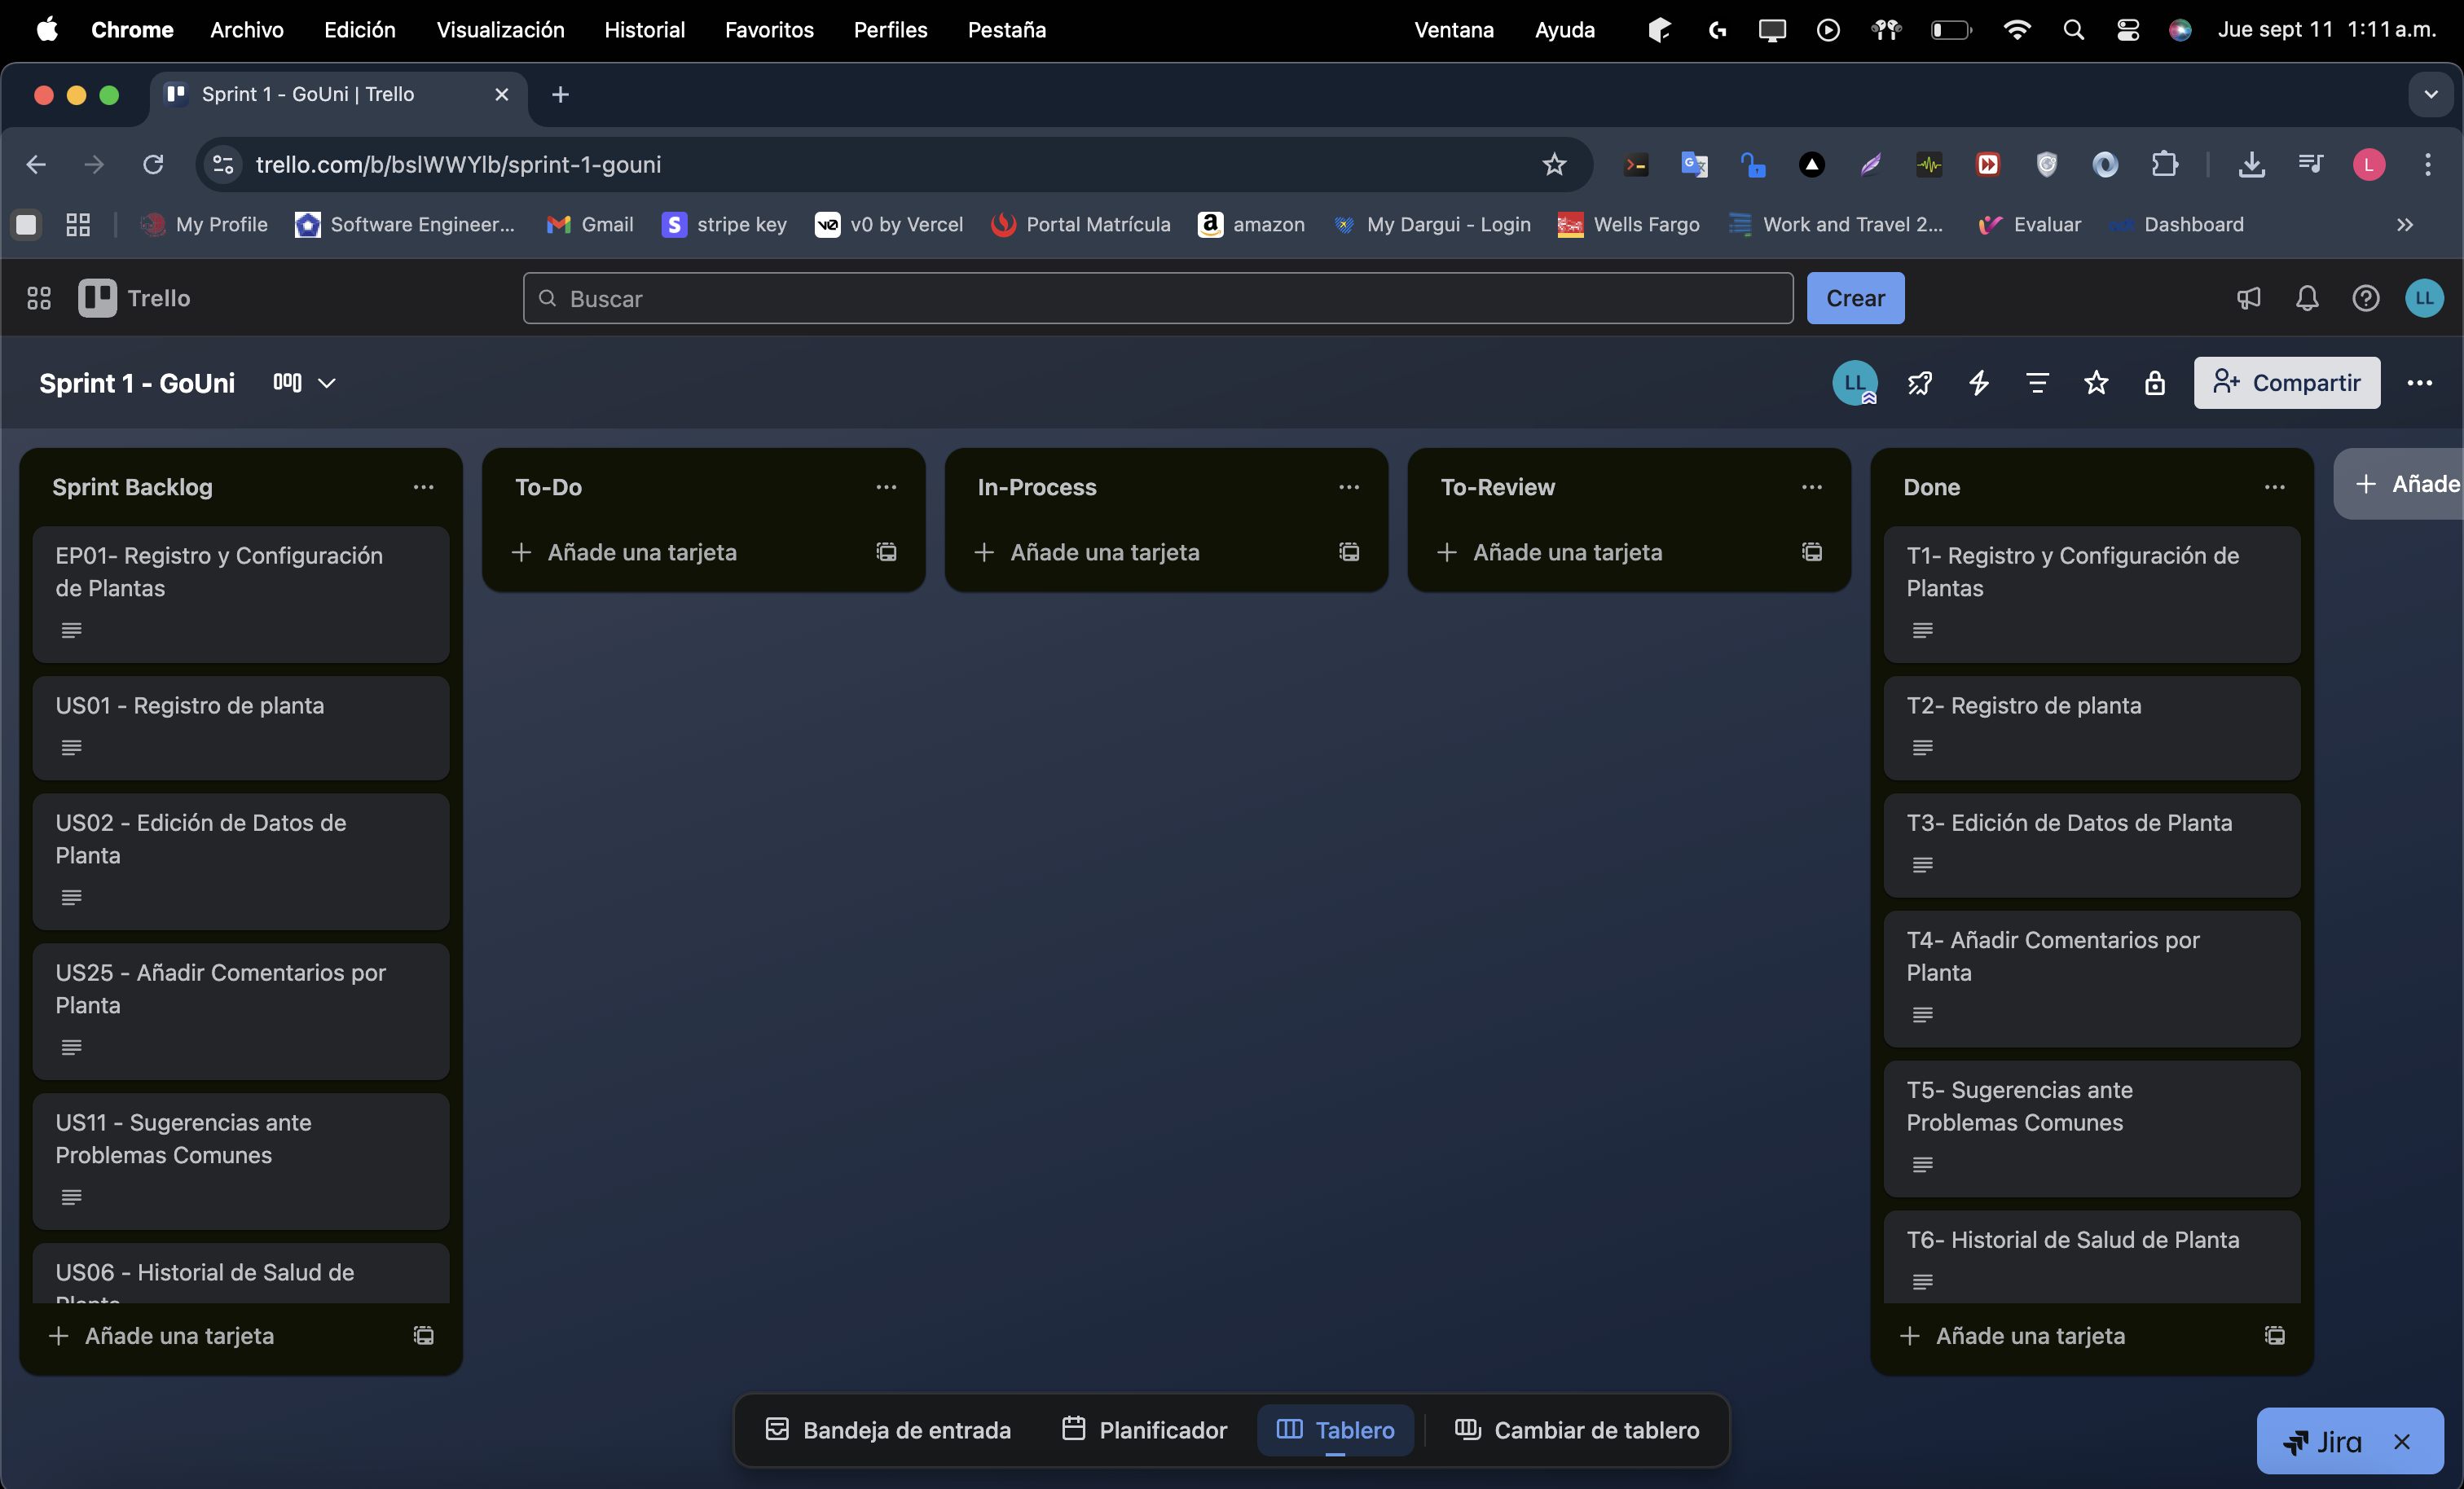 Chrome Archivo Edición Visualización Historial Favoritos Perfiles Pestaña Ventana Ayuda Jue sept 11 1:11 a.m.
Sprint 1 - GoUni | Trello
trello.com/b/bslWWYlb/sprint-1-gouni
L
My Profile Software Engineer... Gmail S stripe key v0 v0 by Vercel Portal Matrícula a amazon My Dargui - Login Wells Fargo Work and Travel 2... Evaluar Dashboard
Trello Buscar Crear LL
Sprint 1 - GoUni LL Compartir
Sprint Backlog
EP01- Registro y Configuración
de Plantas
US01 - Registro de planta
US02 - Edición de Datos de
Planta
US25 - Añadir Comentarios por
Planta
US11 - Sugerencias ante
Problemas Comunes
US06 - Historial de Salud de
Planta
Añade una tarjeta
To-Do
Añade una tarjeta
In-Process
Añade una tarjeta
To-Review
Añade una tarjeta
Done
T1- Registro y Configuración de
Plantas
T2- Registro de planta
T3- Edición de Datos de Planta
T4- Añadir Comentarios por
Planta
T5- Sugerencias ante
Problemas Comunes
T6- Historial de Salud de Planta
Añade una tarjeta
Añade
Bandeja de entrada Planificador Tablero Cambiar de tablero
Jira